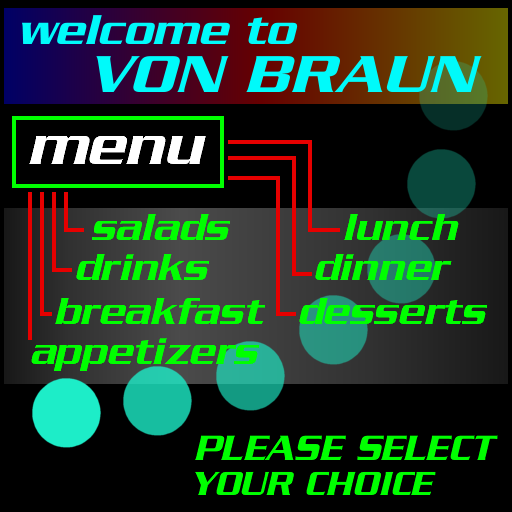 welcome to
VON BRAUN
menu
salads
drinks
breakfast
appetizers
lunch
dinner
desserts
PLEASE SELECT
YOUR CHOICE